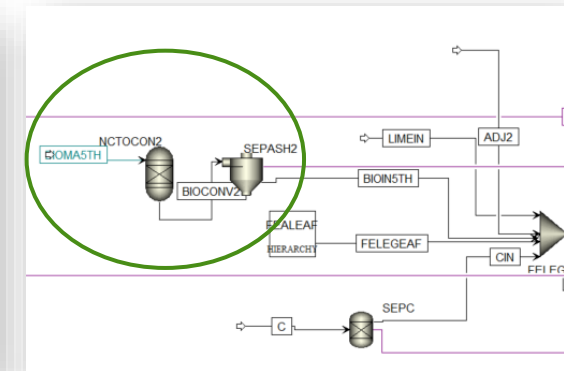 NCTOCON2
BIOMA5TH
SEPASH2
LIMEIN
ADJ2
BIOCONV2
BIOIN5TH
HIERARCHY
FELEGEAF
CIN
SEPC
C